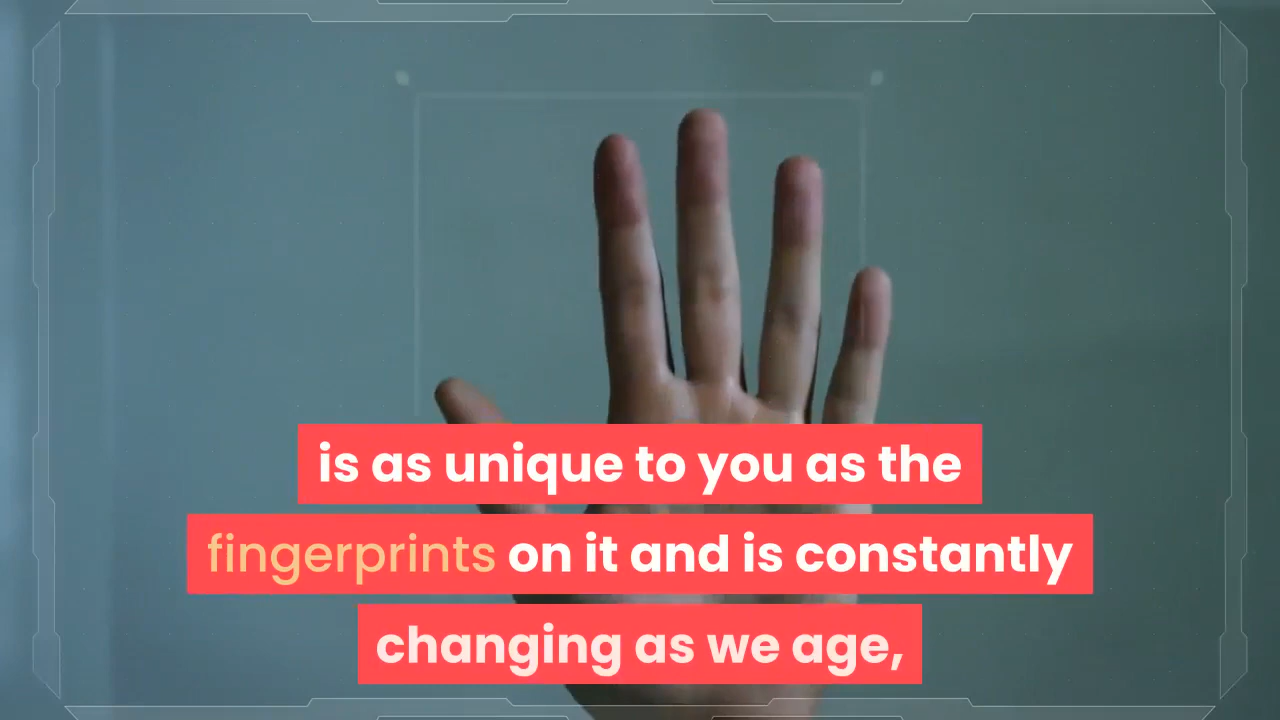 is as unique to you as the
fingerprints on it and is constantly
changing as we age,